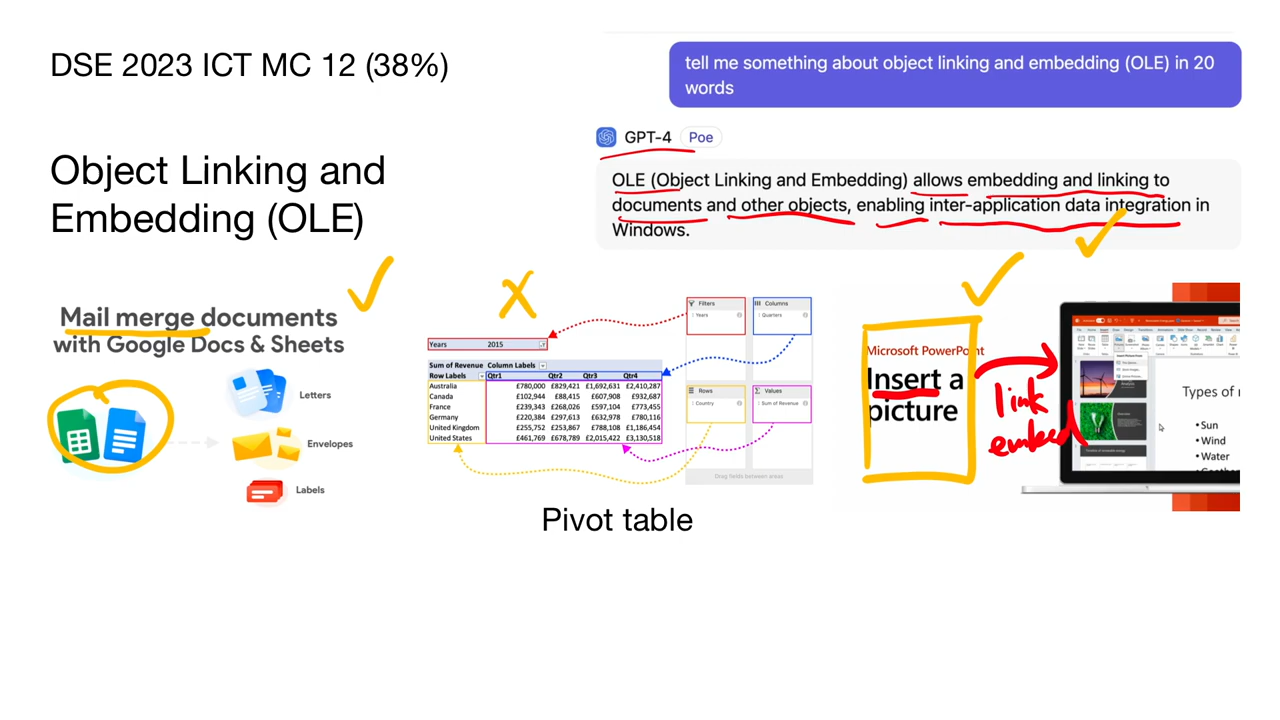 DSE 2023 ICT MC 12 (38%)
Object Linking and
Embedding (OLE)
tell me something about object linking and embedding (OLE) in 20
words
GPT-4 Poe
OLE (Object Linking and Embedding) allows embedding and linking to
documents and other objects, enabling inter-application data integration in
Windows.
Mail merge documents
with Google Docs & Sheets
Letters
Envelopes
Labels
Filters
Years
Columns
Quarters
Rows
Country
Values
Sum of Revenue
Drag fields between areas
Years 2015
Sum of Revenue Column Labels
Row Labels Qtr1 Qtr2 Qtr3 Qtr4
Australia £780,000 £829,421 £1,692,631 £2,410,287
Canada £102,944 £88,415 £607,908 £932,687
France £239,343 £268,026 £597,104 £773,455
Germany £220,384 £297,613 £632,978 £780,116
United Kingdom £255,752 £253,867 £788,108 £1,186,454
United States £461,769 £678,789 £2,015,422 £3,130,518
Pivot table
Microsoft PowerPoint
Insert a
picture
link
embed
Types of
• Sun
• Wind
• Water